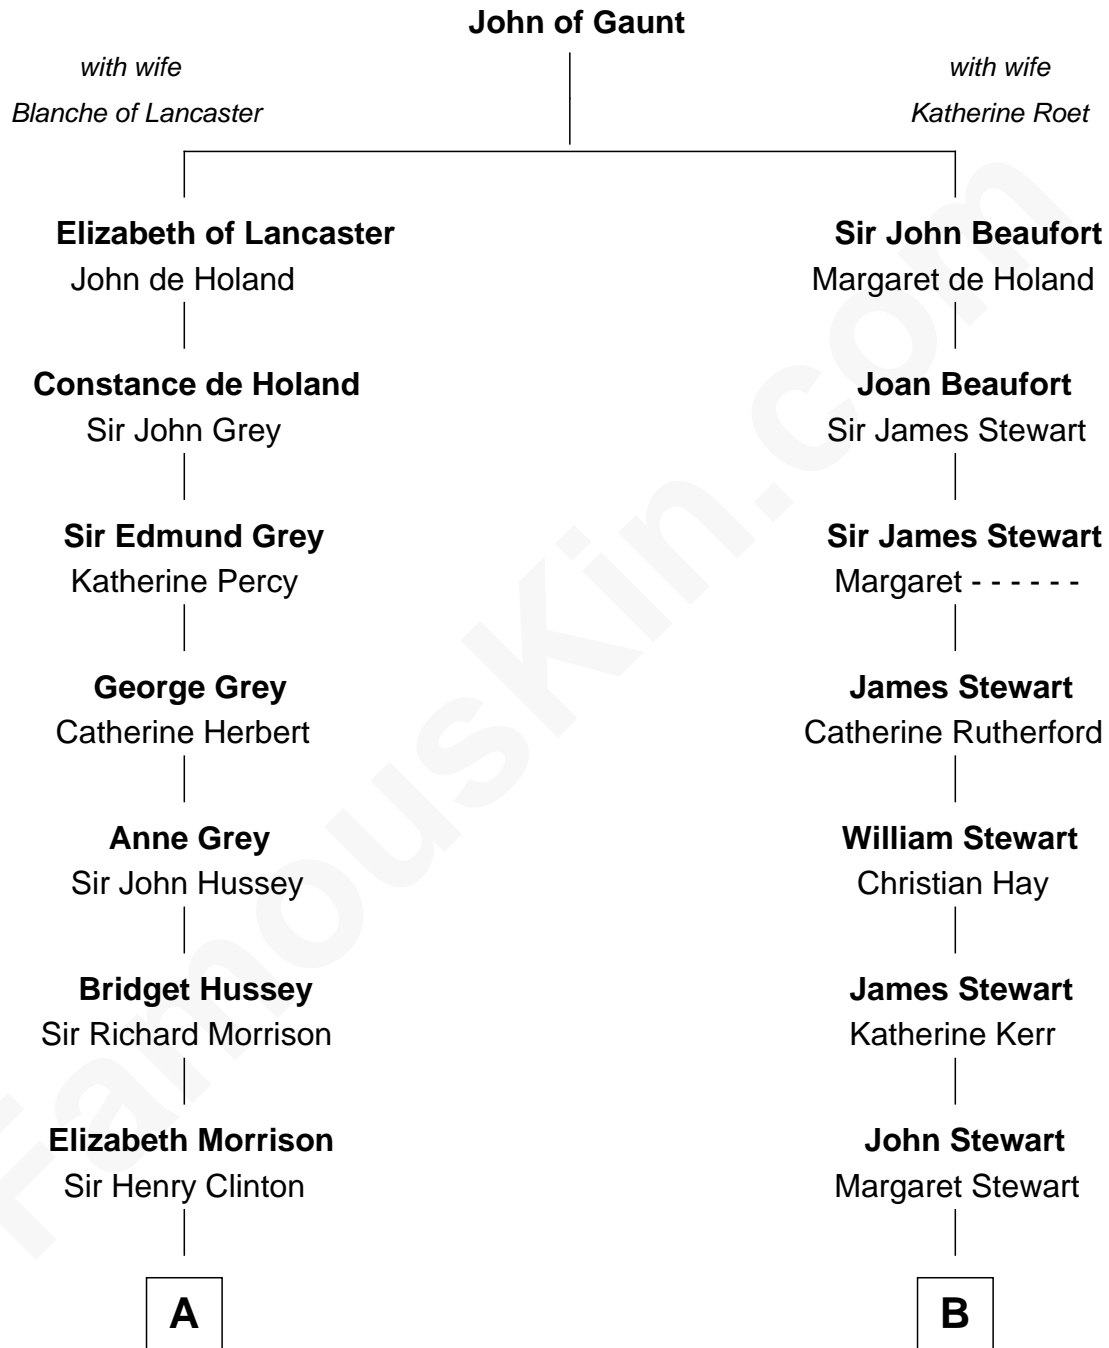 John of Gaunt
with wife
Blanche of Lancaster
with wife
Katherine Roet
Elizabeth of Lancaster
John de Holand
Sir John Beaufort
Margaret de Holand
Constance de Holand
Sir John Grey
Joan Beaufort
Sir James Stewart
Sir Edmund Grey
Katherine Percy
Sir James Stewart
Margaret - - - - - -
George Grey
Catherine Herbert
James Stewart
Catherine Rutherford
Anne Grey
Sir John Hussey
William Stewart
Christian Hay
Bridget Hussey
Sir Richard Morrison
James Stewart
Katherine Kerr
Elizabeth Morrison
Sir Henry Clinton
John Stewart
Margaret Stewart
A
B
FamousKin.com